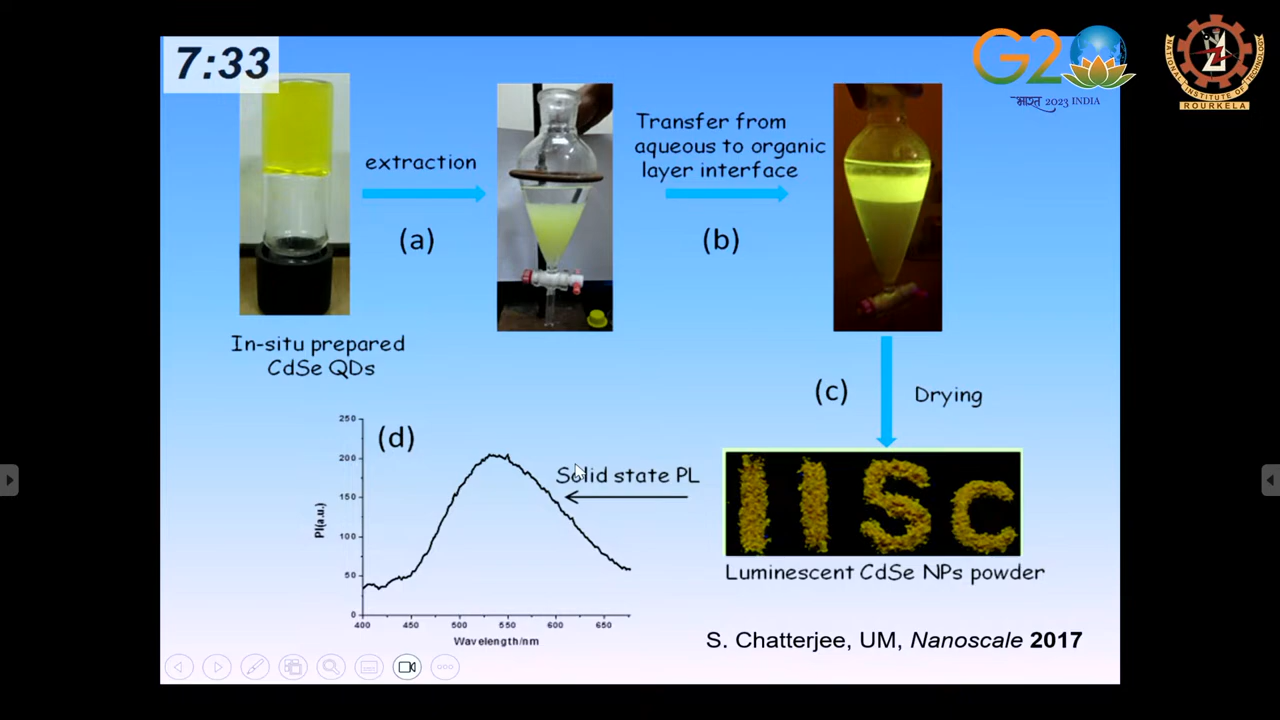 7:33
G2
भारत 2023 INDIA
NATIONAL INSTITUTE OF TECHNOLOGY
ROURKELA
extraction
(a)
Transfer from
aqueous to organic
layer interface
(b)
In-situ prepared
CdSe QDs
(c)
Drying
(d)
Solid state PL
250
200
150
100
50
0
PI(a.u.)
400
450
500
550
600
650
Wavelength/nm
IISc
Luminescent CdSe NPs powder
S. Chatterjee, UM, Nanoscale 2017